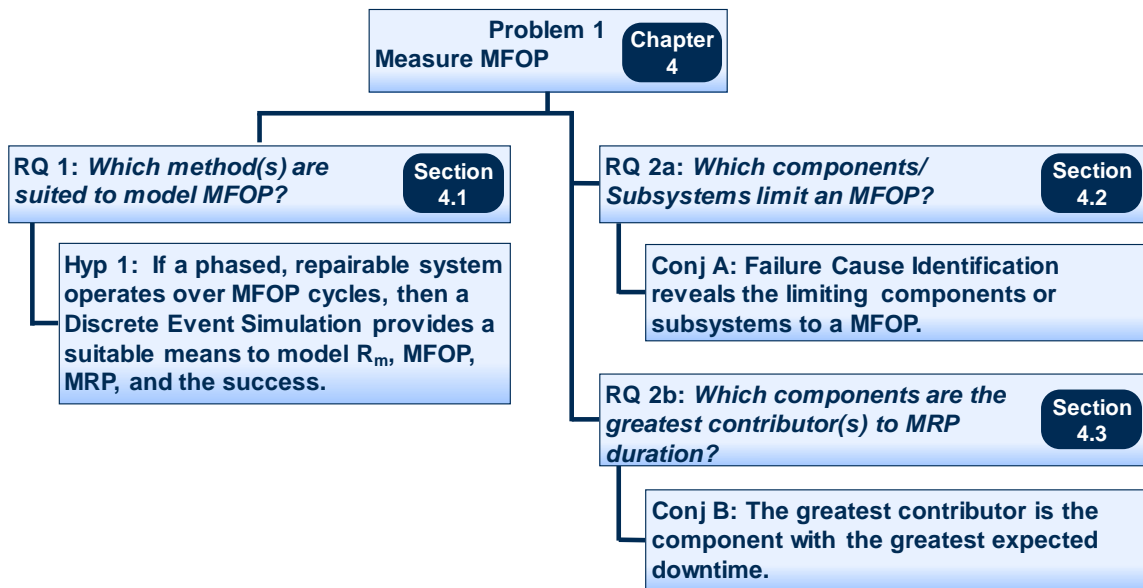 Problem 1
Measure MFOP
Chapter
4
RQ 1: Which method(s) are
suited to model MFOP?
Section
4.1
Hyp 1: If a phased, repairable system
operates over MFOP cycles, then a
Discrete Event Simulation provides a
suitable means to model Rm, MFOP,
MRP, and the success.
RQ 2a: Which components/
Subsystems limit an MFOP?
Section
4.2
Conj A: Failure Cause Identification
reveals the limiting components or
subsystems to a MFOP.
RQ 2b: Which components are the
greatest contributor(s) to MRP
duration?
Section
4.3
Conj B: The greatest contributor is the
component with the greatest expected
downtime.